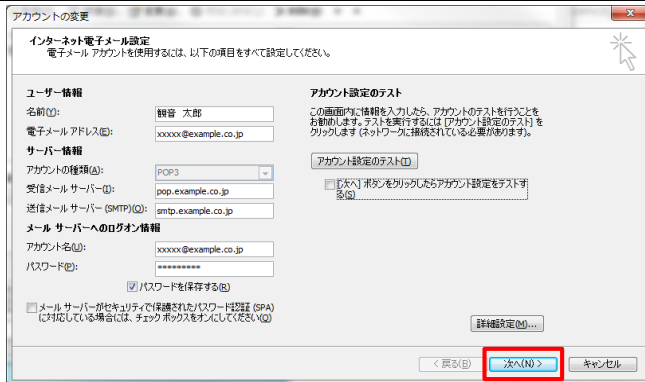 アカウントの変更
インターネット電子メール設定
電子メール アカウントを使用するには、以下の項目をすべて設定してください。
ユーザー情報
名前(Y):
観音 太郎
電子メール アドレス(E):
xxxxx@example.co.jp
サーバー情報
アカウントの種類(A):
POP3
受信メール サーバー(I):
pop.example.co.jp
送信メール サーバー (SMTP)(O):
smtp.example.co.jp
メール サーバーへのログオン情報
アカウント名(U):
xxxxx@example.co.jp
パスワード(P):
*********
パスワードを保存する(R)
メール サーバーがセキュリティで保護されたパスワード認証 (SPA)
に対応している場合には、チェック ボックスをオンにしてください(Q)
アカウント設定のテスト
この画面内に情報を入力したら、アカウントのテストを行うことを
お勧めします。テストを実行するには [アカウント設定のテスト] を
クリックします (ネットワークに接続されている必要があります)。
アカウント設定のテスト(T)
[次へ] ボタンをクリックしたらアカウント設定をテストす
る(S)
詳細設定(M)...
< 戻る(B)
次へ(N) >
キャンセル